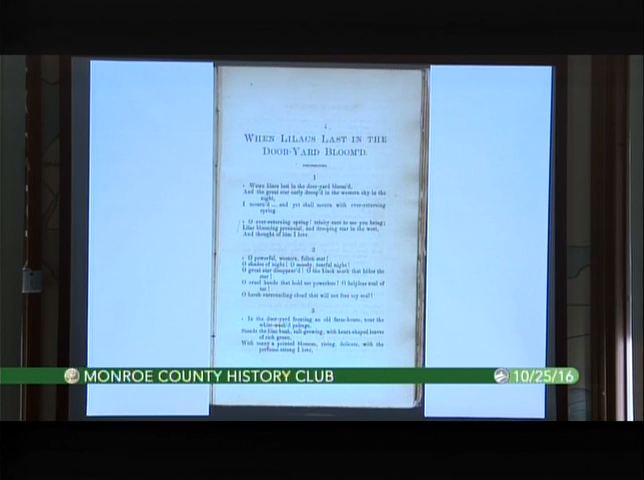 WHEN LILACS LAST IN THE
DOOR-YARD BLOOM'D.
1
WHEN lilacs last in the door-yard bloom'd,
And the great star early droop'd in the western sky in the
night,
I mourn'd ... and yet shall mourn with ever-returning
spring.
O ever-returning spring! trinity sure to me you bring;
Lilac blooming perennial, and drooping star in the west,
And thought of him I love.
2
O powerful, western, fallen star!
O shades of night! O moody, tearful night!
O great star disappear'd! O the black murk that hides the
star!
O cruel hands that hold me powerless! O helpless soul of
me!
O harsh surrounding cloud that will not free my soul!
3
In the door-yard fronting an old farm-house, near the
white-wash'd palings,
Stands the lilac bush, tall-growing, with heart-shaped leaves
of rich green,
With many a pointed blossom, rising, delicate, with the
perfume strong I love,
MONROE COUNTY HISTORY CLUB
10/25/16